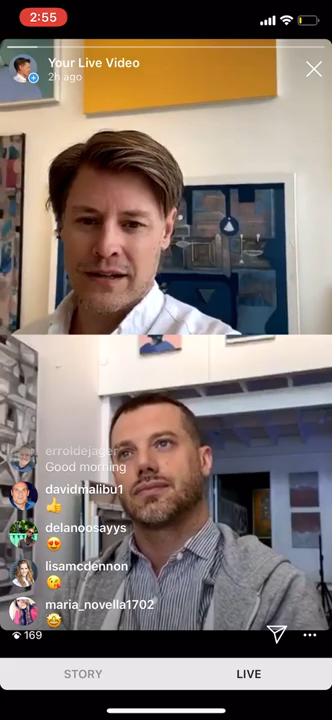 2:55
Your Live Video
2h ago
erroldejager
Good morning
davidmalibu1
👍
delanoosayys
😍
lisamcdennon
😘
maria_novella1702
🤩
169
STORY
LIVE